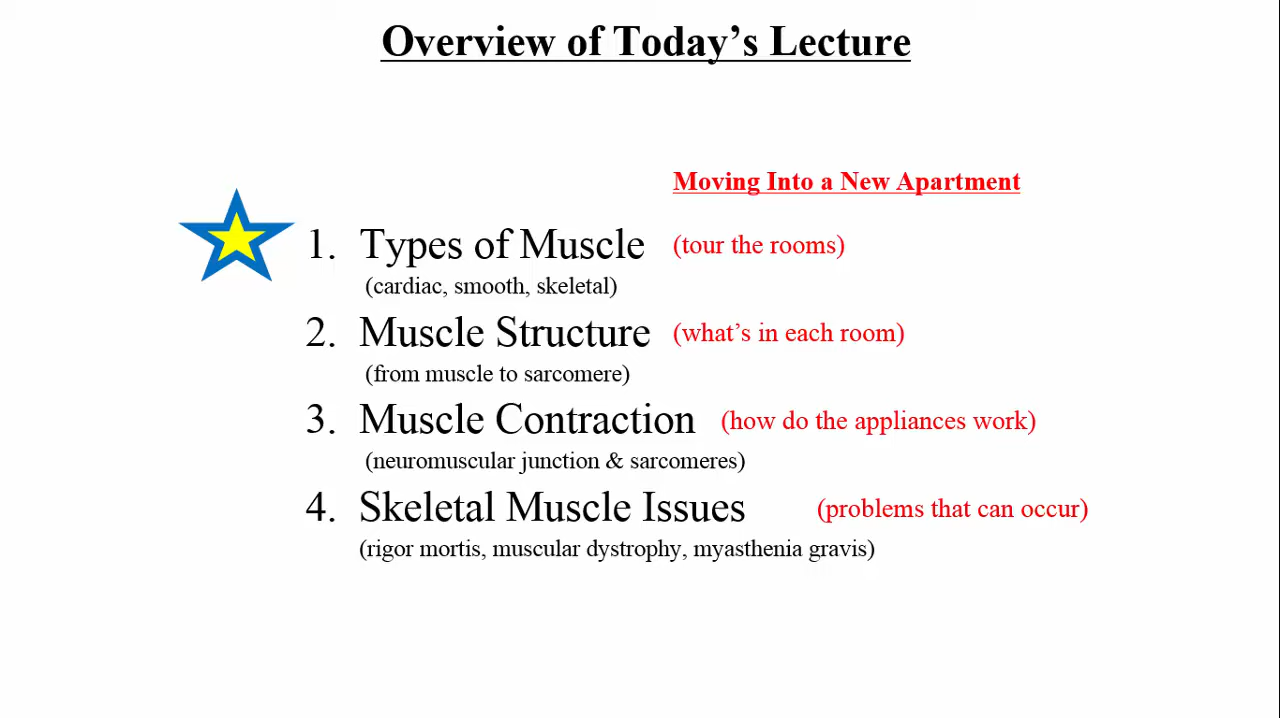 Overview of Today’s Lecture
Moving Into a New Apartment
1. Types of Muscle (tour the rooms)
(cardiac, smooth, skeletal)
2. Muscle Structure (what’s in each room)
(from muscle to sarcomere)
3. Muscle Contraction (how do the appliances work)
(neuromuscular junction & sarcomeres)
4. Skeletal Muscle Issues (problems that can occur)
(rigor mortis, muscular dystrophy, myasthenia gravis)